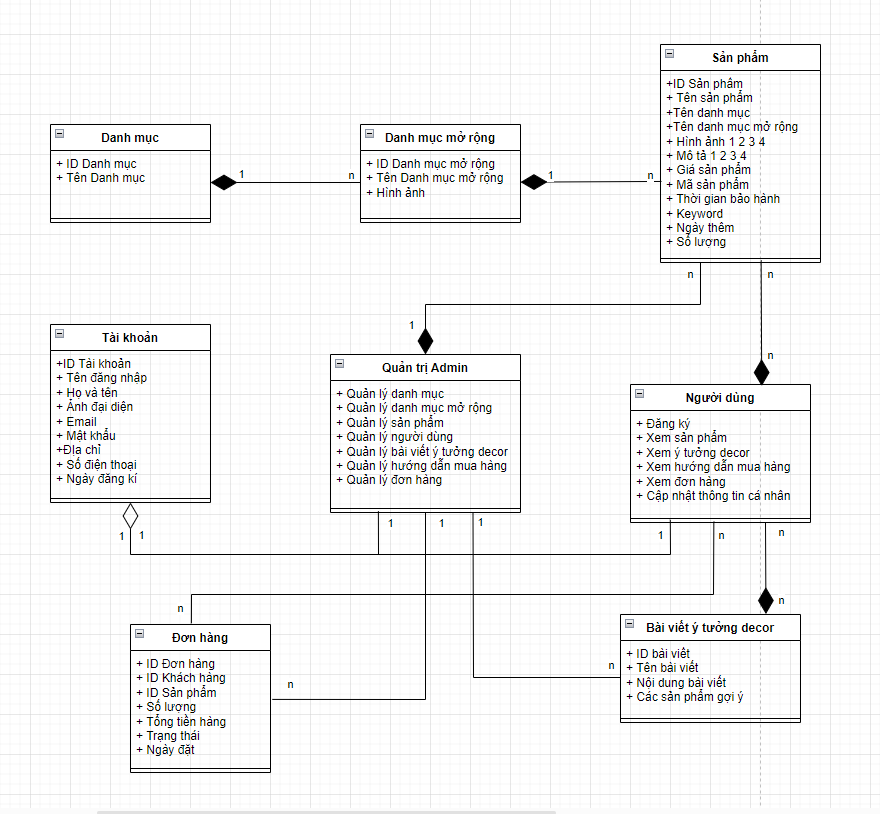 Sản phẩm
+ID Sản phẩm
+ Tên sản phẩm
+Tên danh mục
+Tên danh mục mở rộng
+ Hình ảnh 1 2 3 4
+ Mô tả 1 2 3 4
+ Giá sản phẩm
+ Mã sản phẩm
+ Thời gian bảo hành
+ Keyword
+ Ngày thêm
+ Số lượng
Danh mục
+ ID Danh mục
+ Tên Danh mục
1
n
Danh mục mở rộng
+ ID Danh mục mở rộng
+ Tên Danh mục mở rộng
+ Hình ảnh
1
n
n
n
1
n
Tài khoản
+ID Tài khoản
+ Tên đăng nhập
+ Họ và tên
+ Ảnh đại diện
+ Email
+ Mật khẩu
+Địa chỉ
+ Số điện thoại
+ Ngày đăng kí
1
1
Quản trị Admin
+ Quản lý danh mục
+ Quản lý danh mục mở rộng
+ Quản lý sản phẩm
+ Quản lý người dùng
+ Quản lý bài viết ý tưởng decor
+ Quản lý hướng dẫn mua hàng
+ Quản lý đơn hàng
1
1
1
Người dùng
+ Đăng ký
+ Xem sản phẩm
+ Xem ý tưởng decor
+ Xem hướng dẫn mua hàng
+ Xem đơn hàng
+ Cập nhật thông tin cá nhân
1
n
n
n
n
n
n
Đơn hàng
+ ID Đơn hàng
+ ID Khách hàng
+ ID Sản phẩm
+ Số lượng
+ Tổng tiền hàng
+ Trạng thái
+ Ngày đặt
Bài viết ý tưởng decor
+ ID bài viết
+ Tên bài viết
+ Nội dung bài viết
+ Các sản phẩm gợi ý